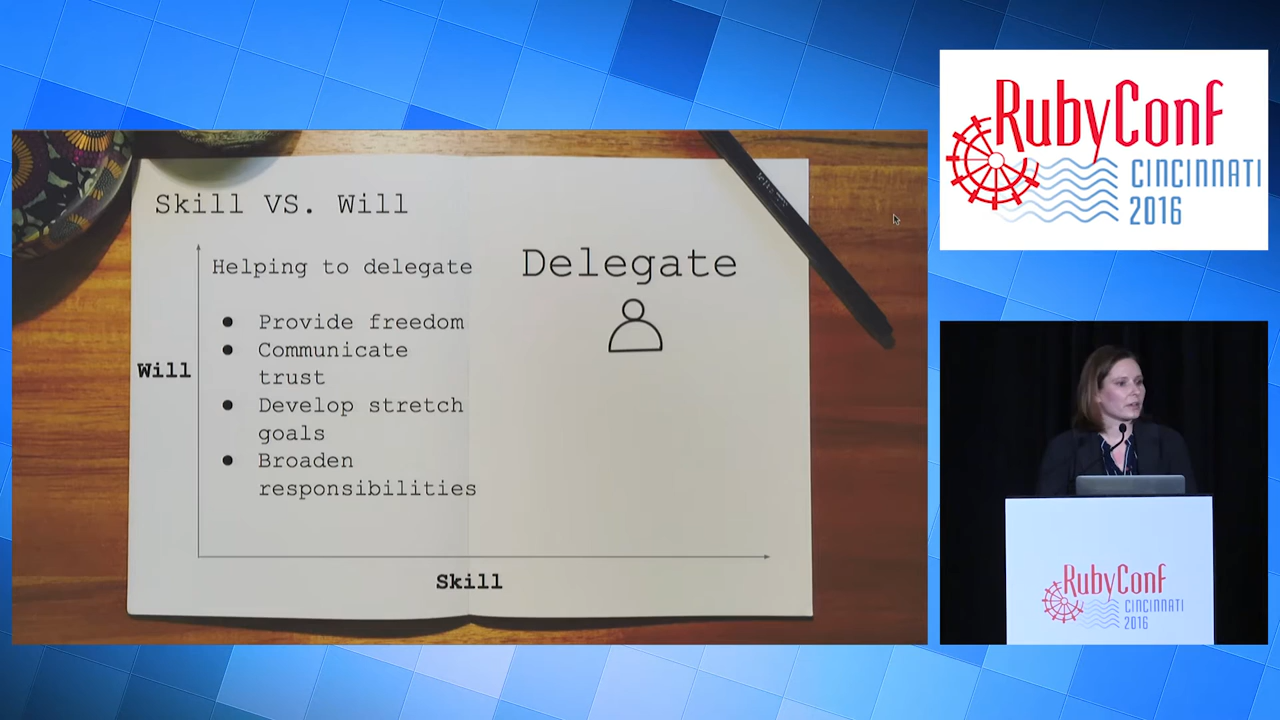 Skill VS. Will
Helping to delegate
● Provide freedom
● Communicate
trust
● Develop stretch
goals
● Broaden
responsibilities
Delegate
Will
Skill
RubyConf
CINCINNATI
2016
RubyConf
CINCINNATI
2016